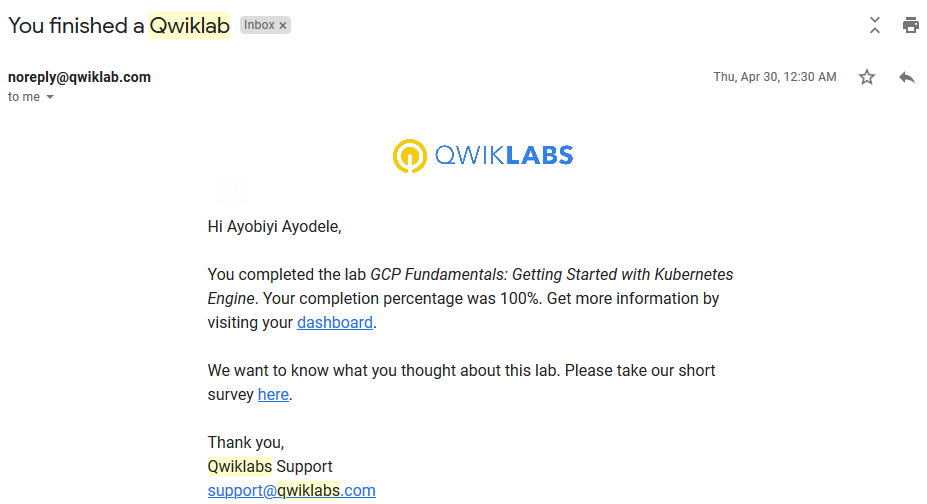 You finished a Qwiklab Inbox ×
noreply@qwiklab.com Thu, Apr 30, 12:30 AM
to me
QWIKLABS
Hi Ayobiyi Ayodele,
You completed the lab GCP Fundamentals: Getting Started with Kubernetes
Engine. Your completion percentage was 100%. Get more information by
visiting your dashboard.
We want to know what you thought about this lab. Please take our short
survey here.
Thank you,
Qwiklabs Support
support@qwiklabs.com